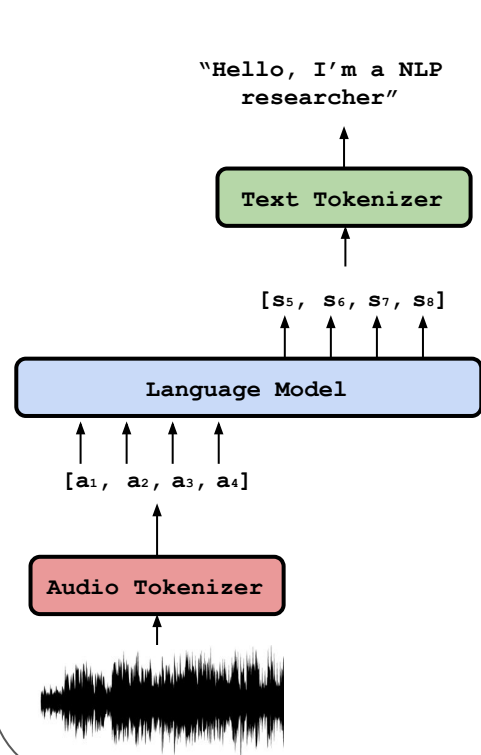 “Hello, I’m a NLP
researcher”
Text Tokenizer
[s₅, s₆, s₇, s₈]
Language Model
[a₁, a₂, a₃, a₄]
Audio Tokenizer